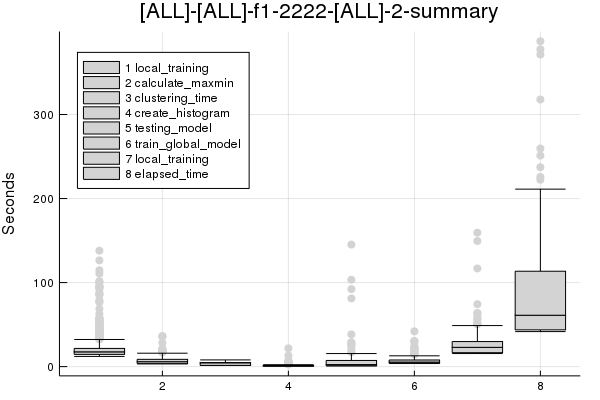 [ALL]-[ALL]-f1-2222-[ALL]-2-summary
1 local_training
2 calculate_maxmin
3 clustering_time
4 create_histogram
5 testing_model
6 train_global_model
7 local_training
8 elapsed_time
Seconds
300
200
100
0
2 4 6 8